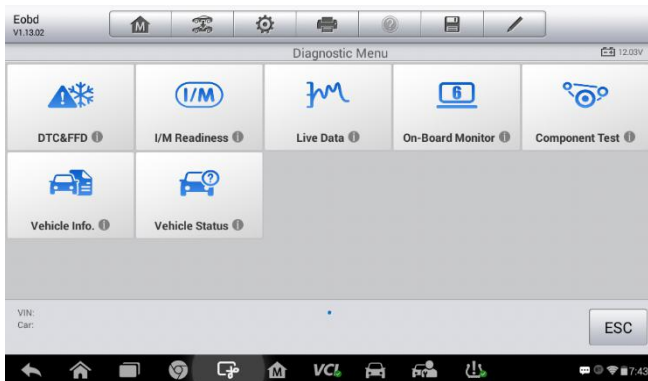 Eobd
V1.13.02
M
Diagnostic Menu
12.03V
I/M
6
DTC&FFD
I/M Readiness
Live Data
On-Board Monitor
Component Test
Vehicle Info.
Vehicle Status
VIN:
Car:
ESC
M
VCI
7:43